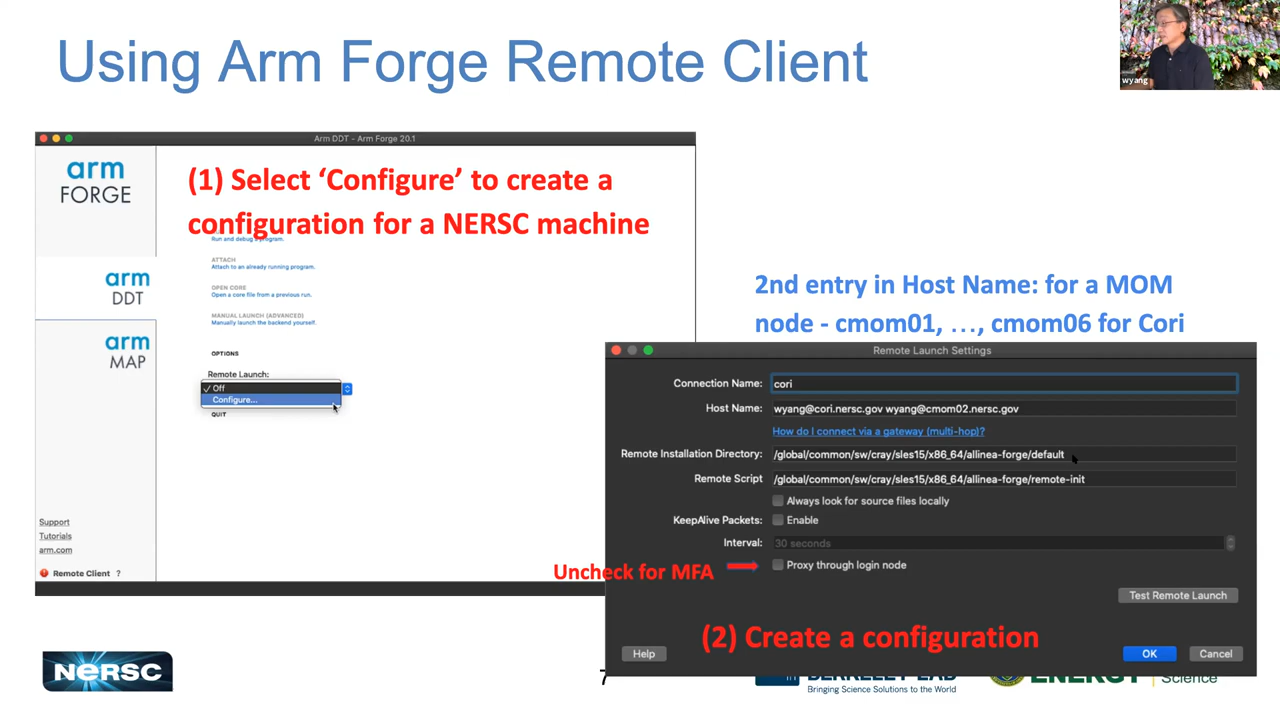 Using Arm Forge Remote Client
wyang
Arm DDT - Arm Forge 20.1
arm
FORGE
arm
DDT
arm
MAP
(1) Select ‘Configure’ to create a
configuration for a NERSC machine
Run and debug a program.
ATTACH
Attach to an already running program.
OPEN CORE
Open a core file from a previous run.
MANUAL LAUNCH (ADVANCED)
Manually launch the backend yourself.
OPTIONS
Remote Launch:
✓ Off
Configure...
QUIT
Support
Tutorials
arm.com
Remote Client ?
2nd entry in Host Name: for a MOM
node - cmom01, ..., cmom06 for Cori
Remote Launch Settings
Connection Name: cori
Host Name: wyang@cori.nersc.gov wyang@cmom02.nersc.gov
How do I connect via a gateway (multi-hop)?
Remote Installation Directory: /global/common/sw/cray/sles15/x86_64/allinea-forge/default
Remote Script /global/common/sw/cray/sles15/x86_64/allinea-forge/remote-init
Always look for source files locally
KeepAlive Packets: Enable
Interval: 30 seconds
Uncheck for MFA
Proxy through login node
Test Remote Launch
(2) Create a configuration
Help
OK
Cancel
NERSC
7
BERKELEY LAB
Bringing Science Solutions to the World
ENERGY
Science